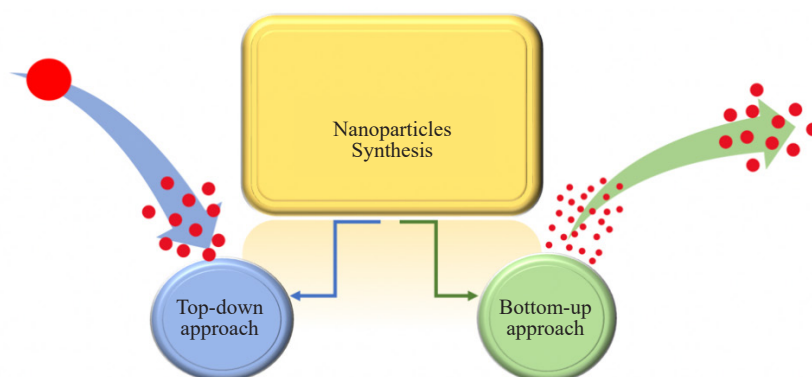 Nanoparticles
Synthesis
Top-down
approach
Bottom-up
approach